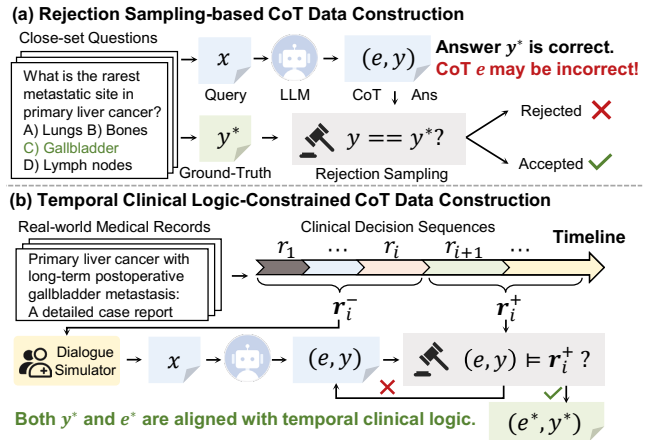 (a) Rejection Sampling-based CoT Data Construction
Close-set Questions
What is the rarest
metastatic site in
primary liver cancer?
A) Lungs B) Bones
C) Gallbladder
D) Lymph nodes
x
Query
LLM
(e, y)
CoT
Ans
Answer y* is correct.
CoT e may be incorrect!
y*
Ground-Truth
y == y*?
Rejection Sampling
Rejected
Accepted
(b) Temporal Clinical Logic-Constrained CoT Data Construction
Real-world Medical Records
Primary liver cancer with
long-term postoperative
gallbladder metastasis:
A detailed case report
Clinical Decision Sequences
Timeline
r₁ ... rᵢ rᵢ₊₁ ...
rᵢ⁻
rᵢ⁺
Dialogue
Simulator
x
(e, y)
(e, y) ⊨ rᵢ⁺ ?
Both y* and e* are aligned with temporal clinical logic.
(e*, y*)